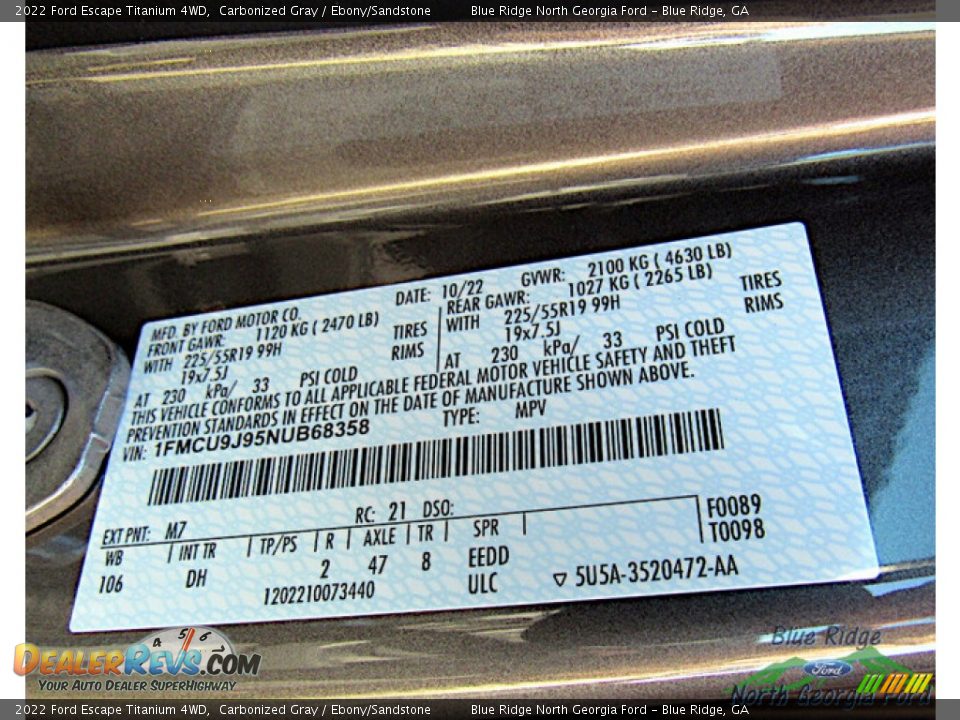 2022 Ford Escape Titanium 4WD, Carbonized Gray / Ebony/Sandstone Blue Ridge North Georgia Ford - Blue Ridge, GA
MFD. BY FORD MOTOR CO. DATE: 10/22 GVWR: 2100 KG ( 4630 LB)
FRONT GAWR: 1120 KG ( 2470 LB) REAR GAWR: 1027 KG ( 2265 LB)
WITH 225/55R19 99H TIRES WITH 225/55R19 99H TIRES
19x7.5J RIMS 19x7.5J RIMS
AT 230 kPa/ 33 PSI COLD AT 230 kPa/ 33 PSI COLD
THIS VEHICLE CONFORMS TO ALL APPLICABLE FEDERAL MOTOR VEHICLE SAFETY AND THEFT
PREVENTION STANDARDS IN EFFECT ON THE DATE OF MANUFACTURE SHOWN ABOVE.
VIN: 1FMCU9J95NUB68358 TYPE: MPV
EXT PNT: M7 RC: 21 DSO: F0089
WB INT TR TP/PS R AXLE TR SPR T0098
106 DH 2 47 8 EEDD
1202210073440 ULC 5U5A-3520472-AA
DEALERREVS.COM
YOUR AUTO DEALER SUPERHIGHWAY
4 5 6
Blue Ridge
Ford
North Georgia Ford
2022 Ford Escape Titanium 4WD, Carbonized Gray / Ebony/Sandstone Blue Ridge North Georgia Ford - Blue Ridge, GA